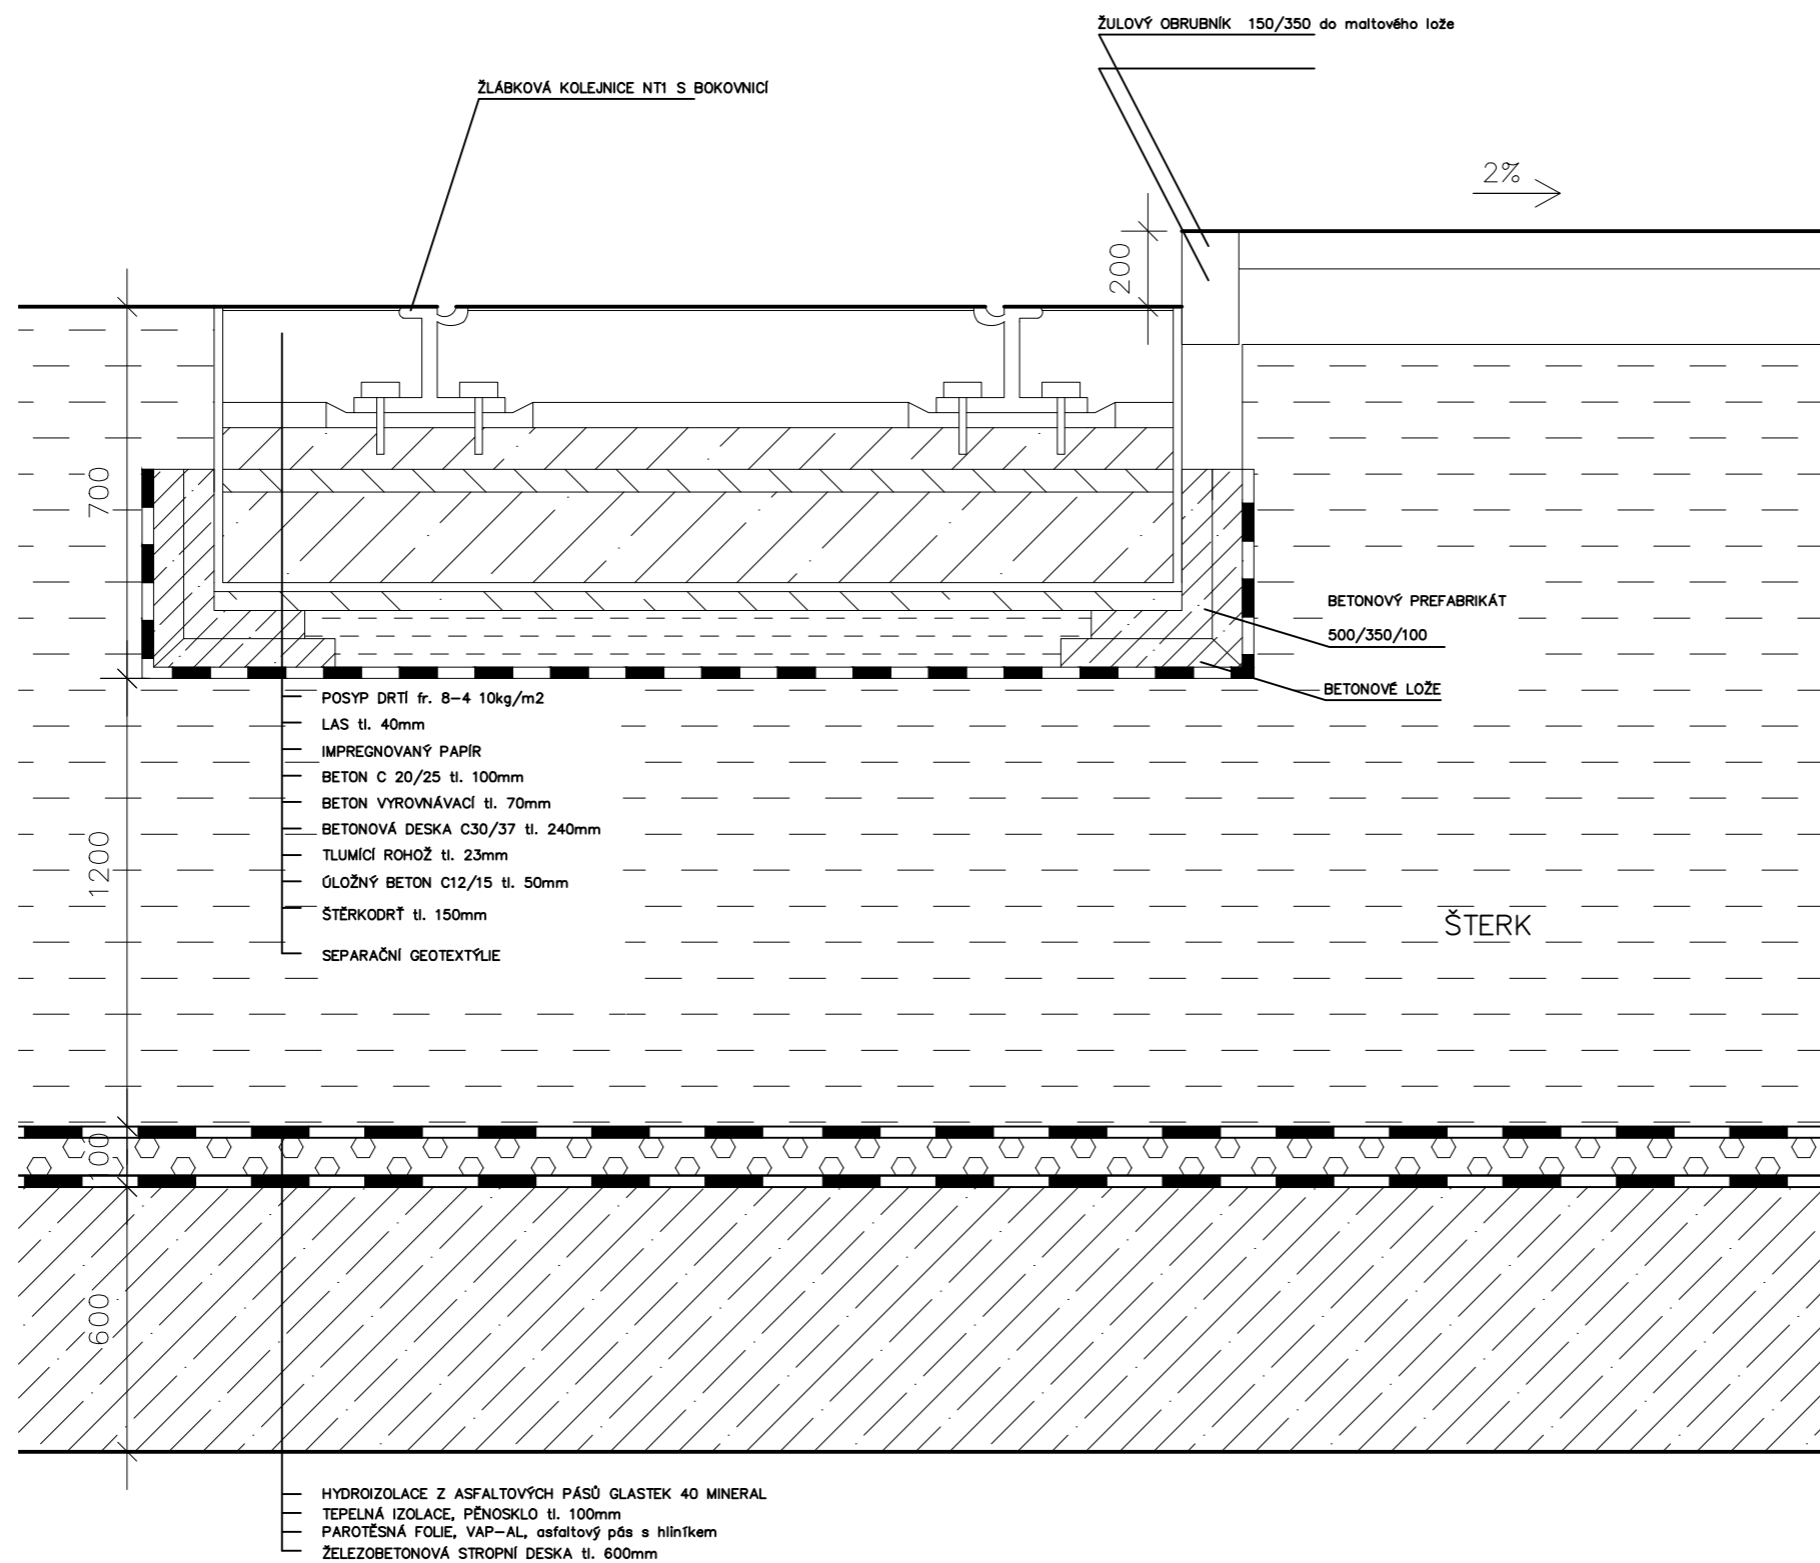 ŽULOVÝ OBRUBNÍK 150/350 do maltového lože
ŽLÁBKOVÁ KOLEJNICE NT1 S BOKOVNICÍ
2%
200
700
BETONOVÝ PREFABRIKÁT
500/350/100
BETONOVÉ LOŽE
POSYP DRTÍ fr. 8-4 10kg/m2
LAS tl. 40mm
IMPREGNOVANÝ PAPÍR
BETON C 20/25 tl. 100mm
BETON VYROVNÁVACÍ tl. 70mm
BETONOVÁ DESKA C30/37 tl. 240mm
TLUMÍCÍ ROHOŽ tl. 23mm
ÚLOŽNÝ BETON C12/15 tl. 50mm
ŠTĚRKODRŤ tl. 150mm
SEPARAČNÍ GEOTEXTÝLIE
1200
ŠTERK
100
600
HYDROIZOLACE Z ASFALTOVÝCH PÁSŮ GLASTEK 40 MINERAL
TEPELNÁ IZOLACE, PĚNOSKLO tl. 100mm
PAROTĚSNÁ FOLIE, VAP-AL, asfaltový pás s hliníkem
ŽELEZOBETONOVÁ STROPNÍ DESKA tl. 600mm